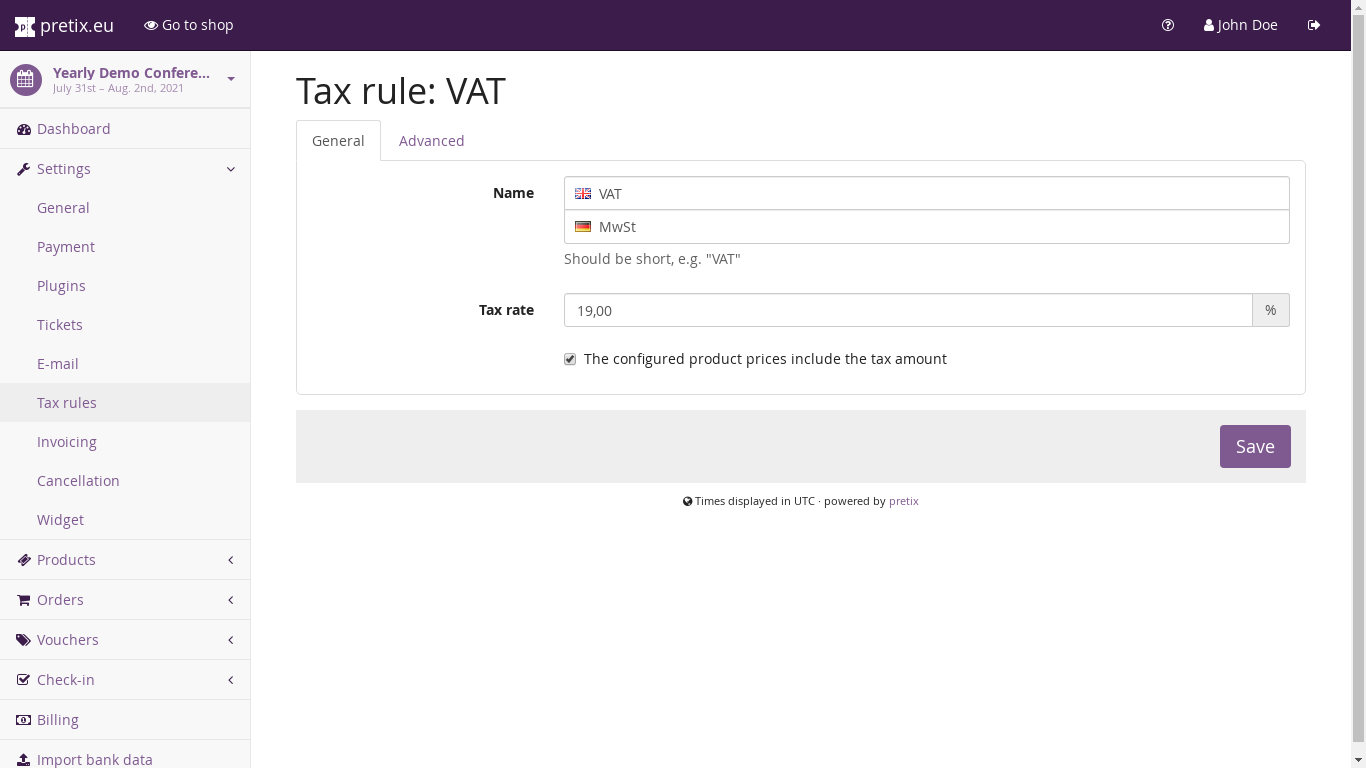 pretix.eu
Go to shop
John Doe
Yearly Demo Confere...
July 31st – Aug. 2nd, 2021
Dashboard
Settings
General
Payment
Plugins
Tickets
E-mail
Tax rules
Invoicing
Cancellation
Widget
Products
Orders
Vouchers
Check-in
Billing
Import bank data
Tax rule: VAT
General
Advanced
Name
VAT
MwSt
Should be short, e.g. "VAT"
Tax rate
19,00
%
The configured product prices include the tax amount
Save
Times displayed in UTC · powered by pretix